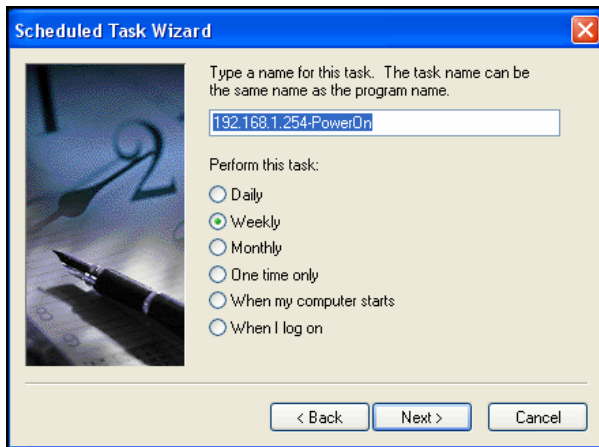 Scheduled Task Wizard
Type a name for this task. The task name can be
the same name as the program name.
192.168.1.254-PowerOn
Perform this task:
Daily
Weekly
Monthly
One time only
When my computer starts
When I log on
< Back
Next >
Cancel